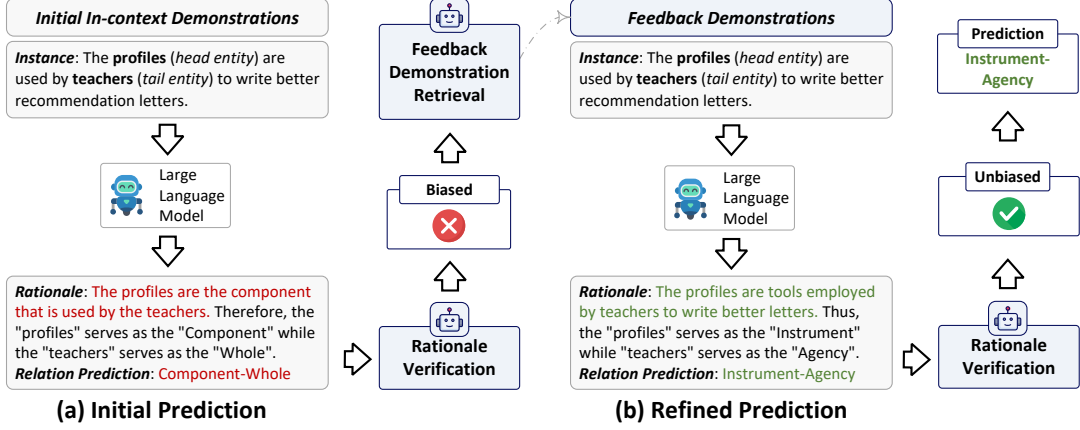 Initial In-context Demonstrations
Instance: The profiles (head entity) are
used by teachers (tail entity) to write better
recommendation letters.
Large
Language
Model
Rationale: The profiles are the component
that is used by the teachers. Therefore, the
"profiles" serves as the "Component" while
the "teachers" serves as the "Whole".
Relation Prediction: Component-Whole
(a) Initial Prediction
Feedback
Demonstration
Retrieval
Biased
Rationale
Verification
Feedback Demonstrations
Instance: The profiles (head entity) are
used by teachers (tail entity) to write better
recommendation letters.
Large
Language
Model
Rationale: The profiles are tools employed
by teachers to write better letters. Thus,
the "profiles" serves as the "Instrument"
while "teachers" serves as the "Agency".
Relation Prediction: Instrument-Agency
(b) Refined Prediction
Prediction
Instrument-
Agency
Unbiased
Rationale
Verification